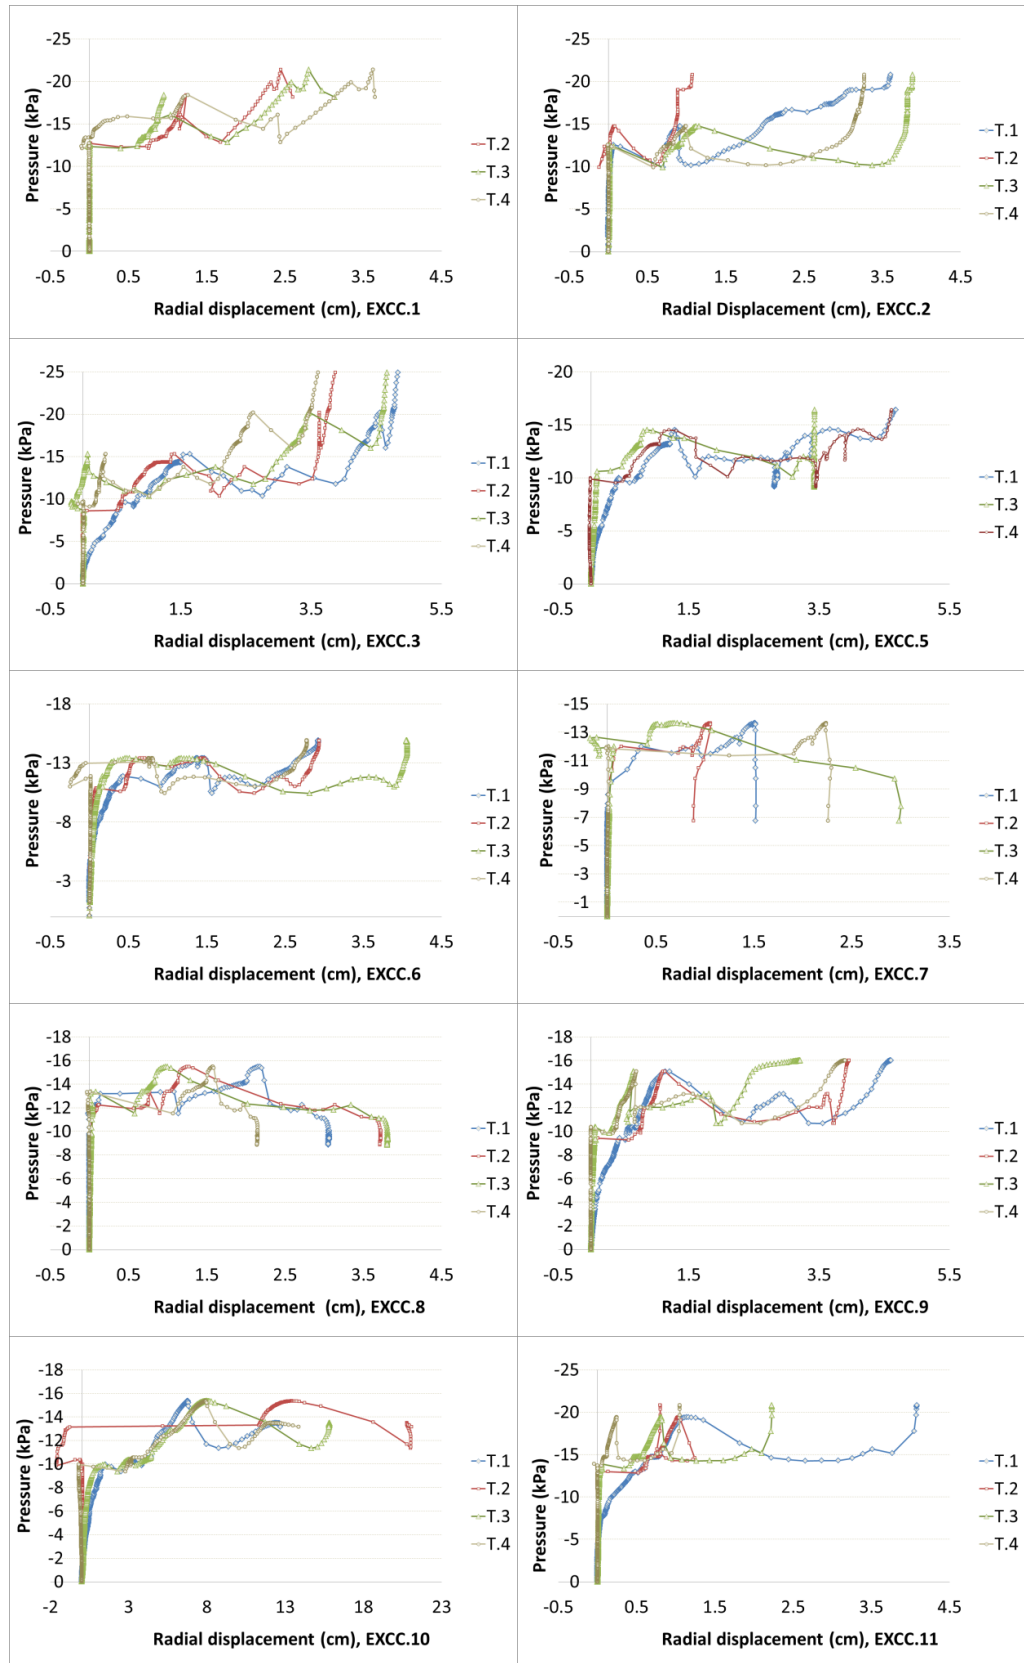 -25
-20
-15
-10
-5
0
-0.5 0.5 1.5 2.5 3.5 4.5
Pressure (kPa)
Radial displacement (cm), EXCC.1
T.2
T.3
T.4
-25
-20
-15
-10
-5
0
-0.5 0.5 1.5 2.5 3.5 4.5
Pressure (kPa)
Radial Displacement (cm), EXCC.2
T.1
T.2
T.3
T.4
-25
-20
-15
-10
-5
0
-0.5 1.5 3.5 5.5
Pressure (kPa)
Radial displacement (cm), EXCC.3
T.1
T.2
T.3
T.4
-20
-15
-10
-5
0
-0.5 1.5 3.5 5.5
Pressure (kPa)
Radial displacement (cm), EXCC.5
T.1
T.3
T.4
-18
-13
-8
-3
-0.5 0.5 1.5 2.5 3.5 4.5
Pressure (kPa)
Radial displacement (cm), EXCC.6
T.1
T.2
T.3
T.4
-15
-13
-11
-9
-7
-5
-3
-1
-0.5 0.5 1.5 2.5 3.5
Pressure (kPa)
Radial displacement (cm), EXCC.7
T.1
T.2
T.3
T.4
-18
-16
-14
-12
-10
-8
-6
-4
-2
0
-0.5 0.5 1.5 2.5 3.5 4.5
Pressure (kPa)
Radial displacement (cm), EXCC.8
T.1
T.2
T.3
T.4
-18
-16
-14
-12
-10
-8
-6
-4
-2
0
-0.5 1.5 3.5 5.5
Pressure (kPa)
Radial displacement (cm), EXCC.9
T.1
T.2
T.3
T.4
-18
-16
-14
-12
-10
-8
-6
-4
-2
0
-2 3 8 13 18 23
Pressure (kPa)
Radial displacement (cm), EXCC.10
T.1
T.2
T.3
T.4
-25
-20
-15
-10
-5
0
-0.5 0.5 1.5 2.5 3.5 4.5
Pressure (kPa)
Radial displacement (cm), EXCC.11
T.1
T.2
T.3
T.4